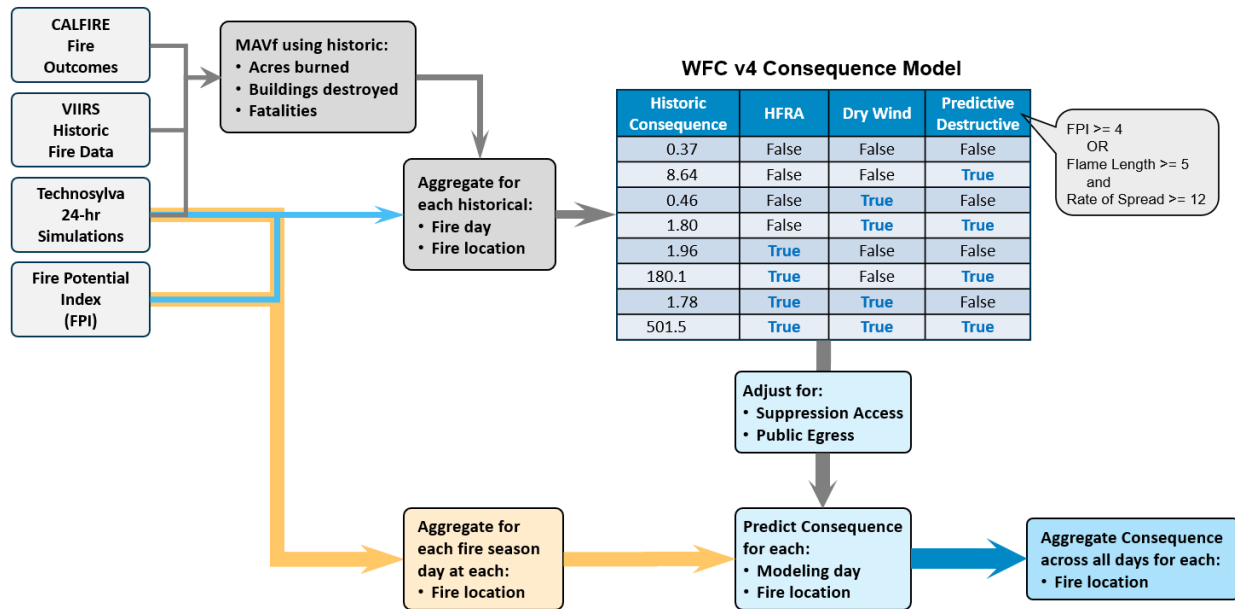 CALFIRE
Fire
Outcomes
VIIRS
Historic
Fire Data
Technosylva
24-hr
Simulations
Fire Potential
Index
(FPI)
MAVf using historic:
• Acres burned
• Buildings destroyed
• Fatalities
Aggregate for
each historical:
• Fire day
• Fire location
WFC v4 Consequence Model
Historic Consequence HFRA Dry Wind Predictive Destructive
0.37 False False False
8.64 False False True
0.46 False True False
1.80 False True True
1.96 True False False
180.1 True False True
1.78 True True False
501.5 True True True
FPI >= 4
OR
Flame Length >= 5
and
Rate of Spread >= 12
Adjust for:
• Suppression Access
• Public Egress
Aggregate for
each fire season
day at each:
• Fire location
Predict Consequence
for each:
• Modeling day
• Fire location
Aggregate Consequence
across all days for each:
• Fire location